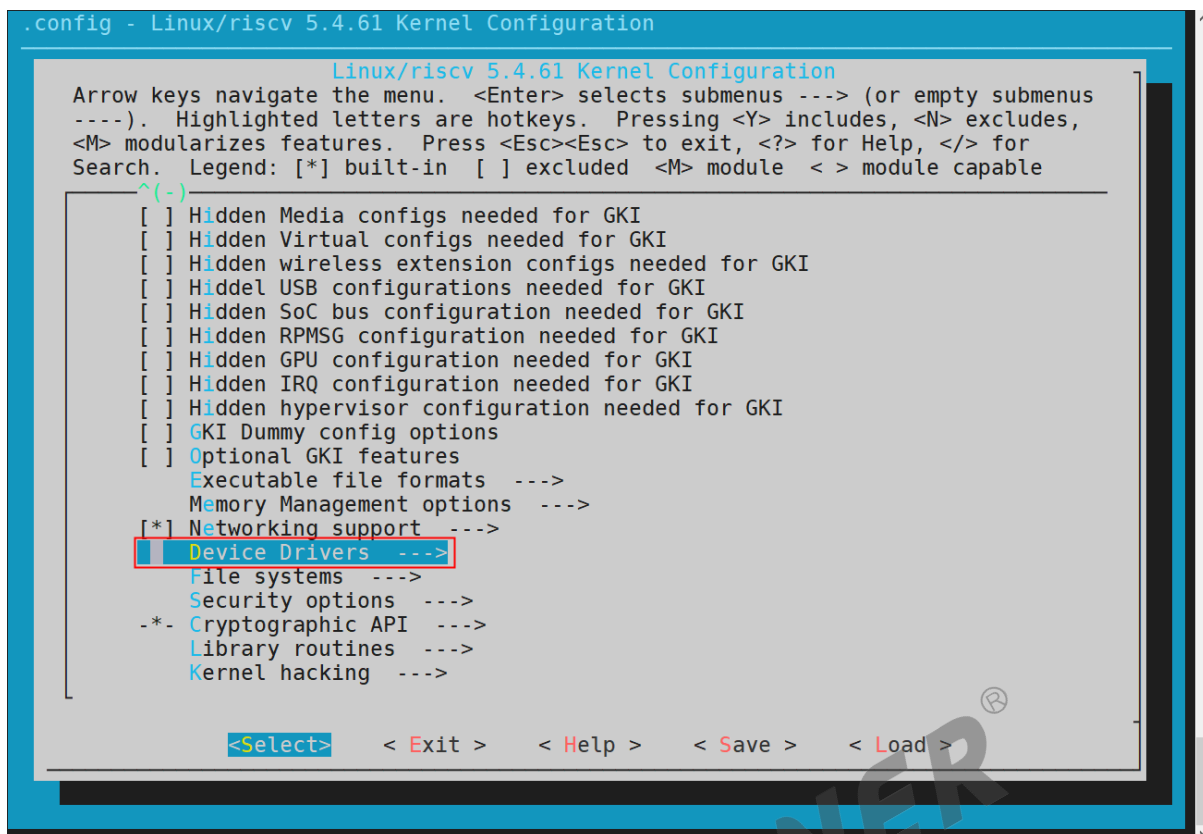 .config - Linux/riscv 5.4.61 Kernel Configuration
Linux/riscv 5.4.61 Kernel Configuration
Arrow keys navigate the menu.  <Enter> selects submenus ---> (or empty submenus
----).  Highlighted letters are hotkeys.  Pressing <Y> includes, <N> excludes,
<M> modularizes features.  Press <Esc><Esc> to exit, <?> for Help, </> for
Search.  Legend: [*] built-in  [ ] excluded  <M> module  < > module capable
^(-)
[ ] Hidden Media configs needed for GKI
[ ] Hidden Virtual configs needed for GKI
[ ] Hidden wireless extension configs needed for GKI
[ ] Hiddel USB configurations needed for GKI
[ ] Hidden SoC bus configuration needed for GKI
[ ] Hidden RPMSG configuration needed for GKI
[ ] Hidden GPU configuration needed for GKI
[ ] Hidden IRQ configuration needed for GKI
[ ] Hidden hypervisor configuration needed for GKI
[ ] GKI Dummy config options
[ ] Optional GKI features
Executable file formats  --->
Memory Management options  --->
[*] Networking support  --->
Device Drivers  --->
File systems  --->
Security options  --->
-*- Cryptographic API  --->
Library routines  --->
Kernel hacking  --->
<Select>    < Exit >    < Help >    < Save >    < Load >
®